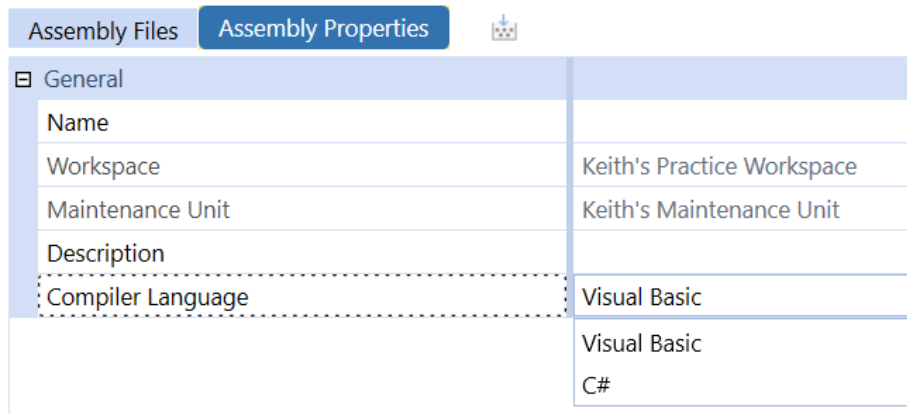 Assembly Files Assembly Properties
General
Name
Workspace Keith's Practice Workspace
Maintenance Unit Keith's Maintenance Unit
Description
Compiler Language Visual Basic
Visual Basic
C#